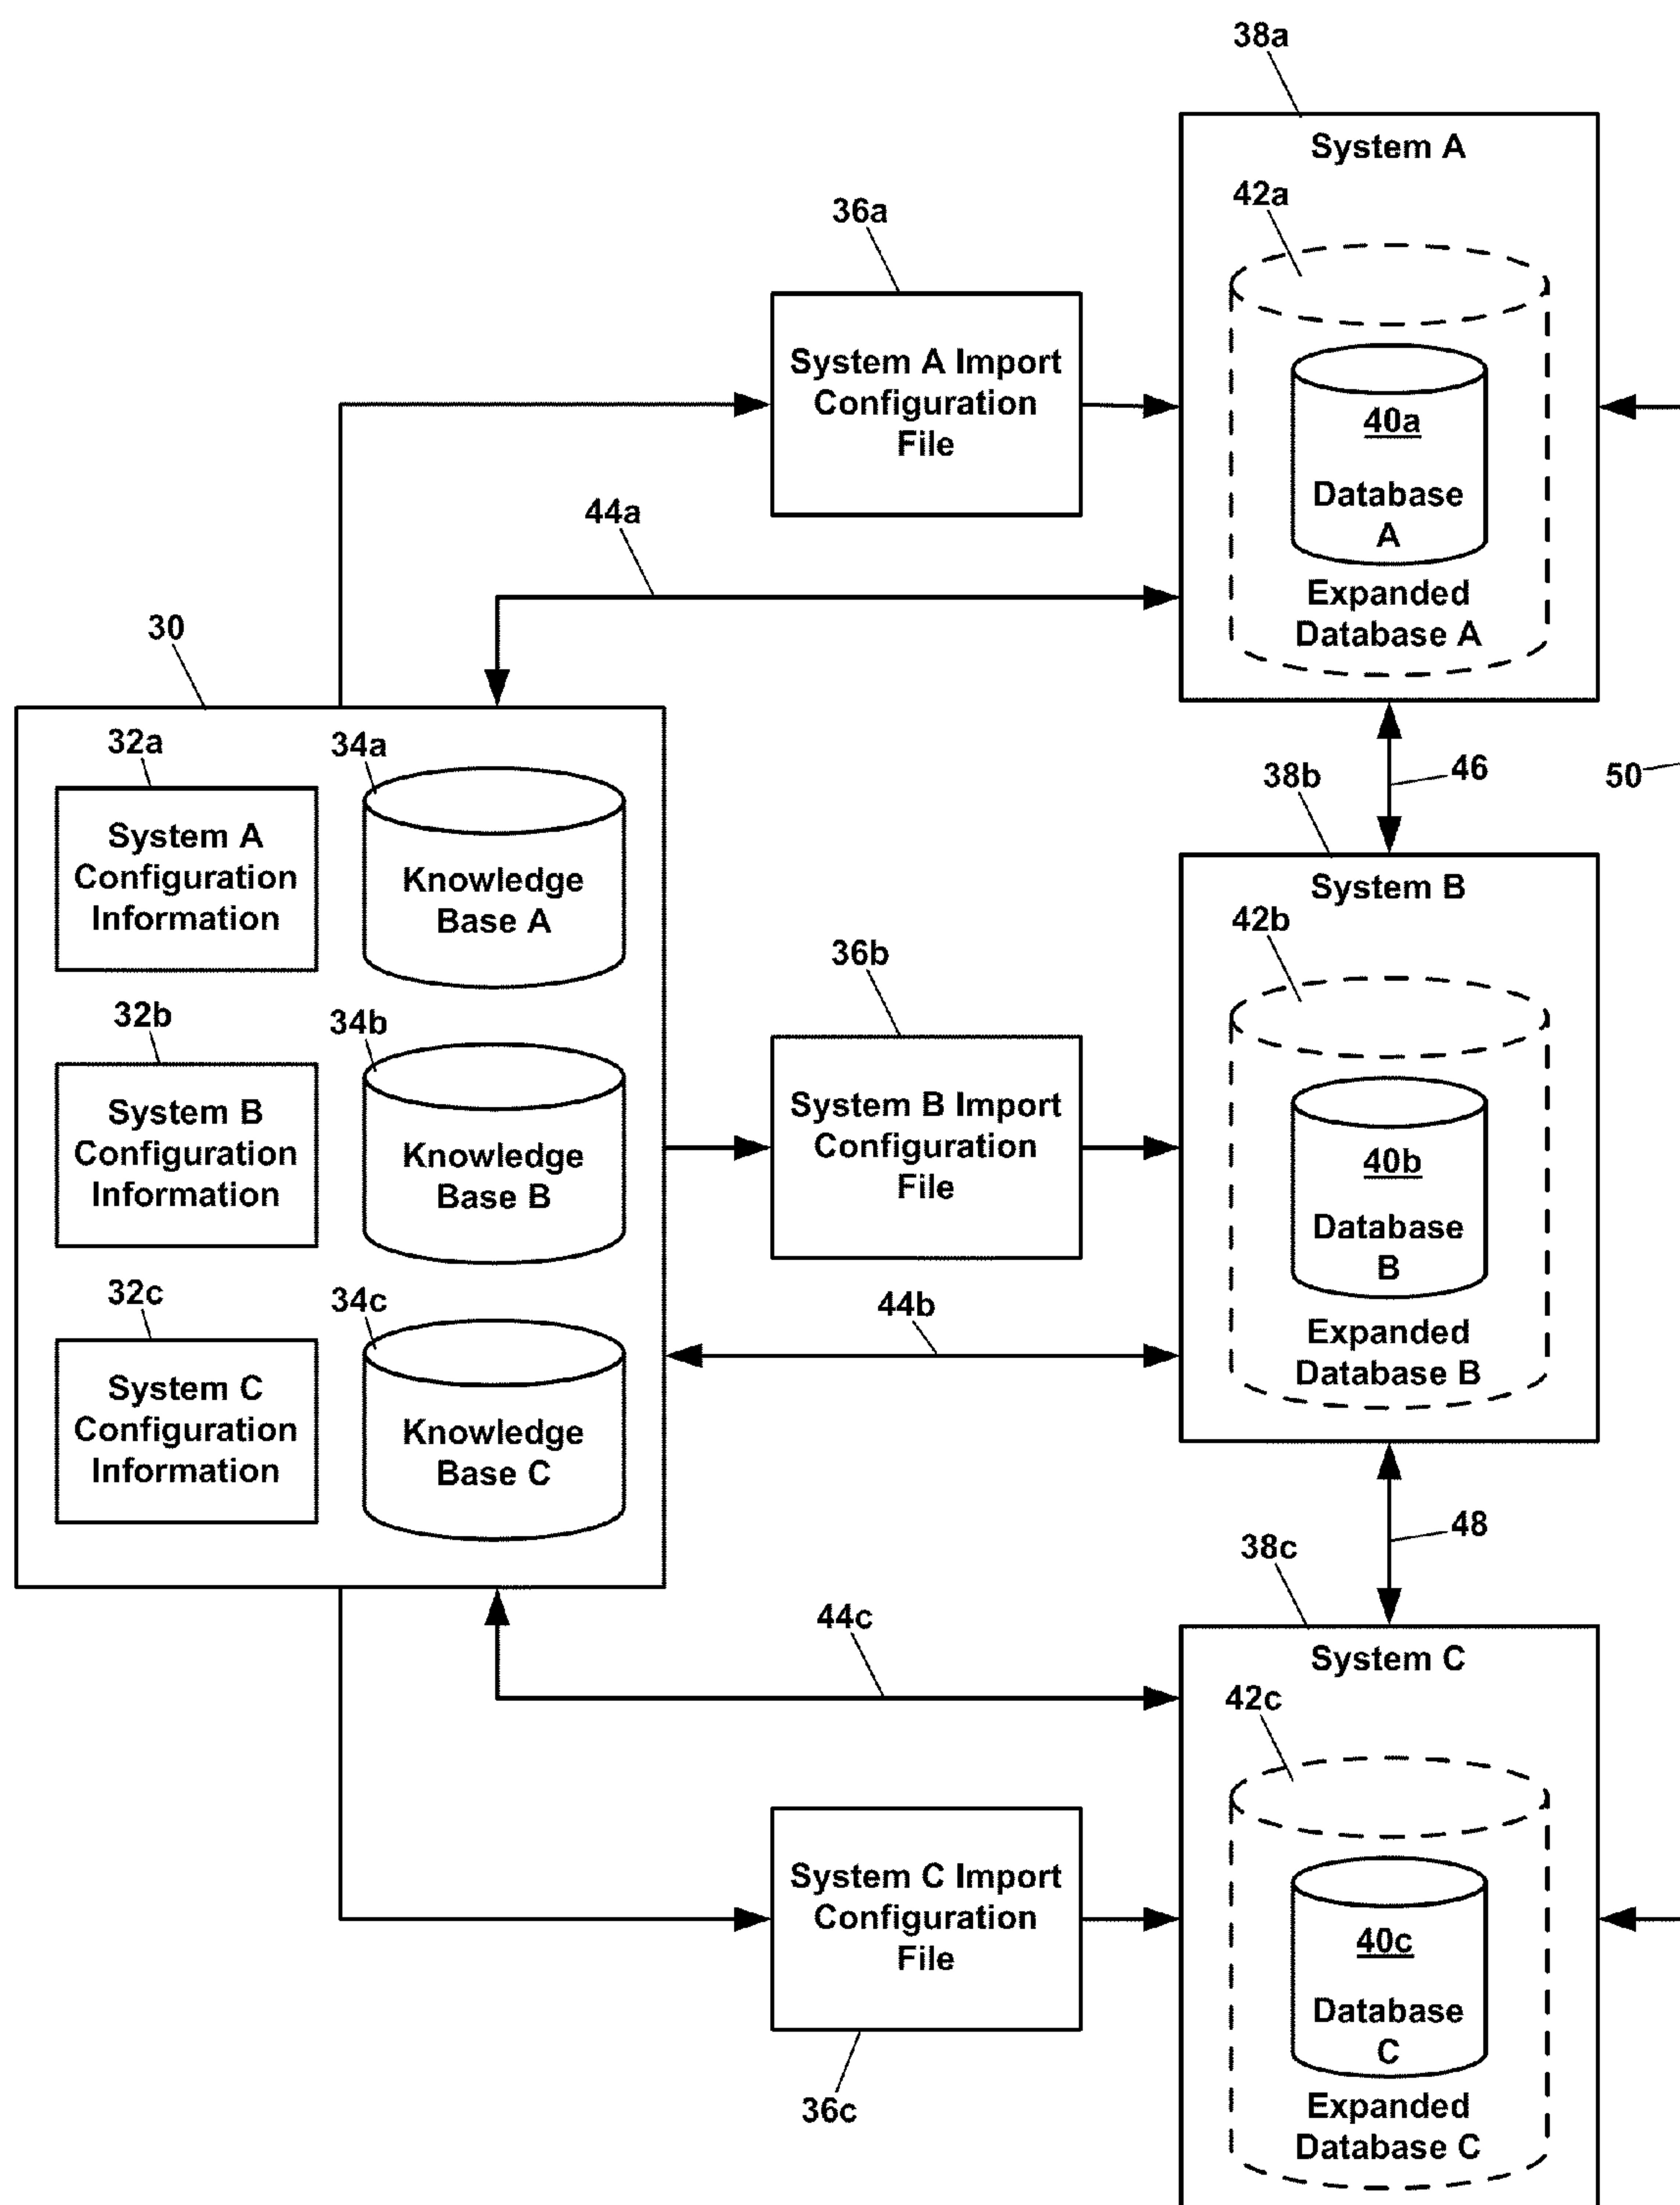 38a
System A
42a
36a
System A Import
Configuration
File
40a
Database
A
44a
Expanded
Database A
30
32a
34a
46
38b
50
System A
Configuration
Information
Knowledge
Base A
System B
42b
36b
32b
34b
System B
Configuration
Information
Knowledge
Base B
System B Import
Configuration
File
40b
Database
B
32c
34c
44b
Expanded
Database B
System C
Configuration
Information
Knowledge
Base C
48
38c
44c
System C
42c
System C Import
Configuration
File
40c
Database
C
36c
Expanded
Database C